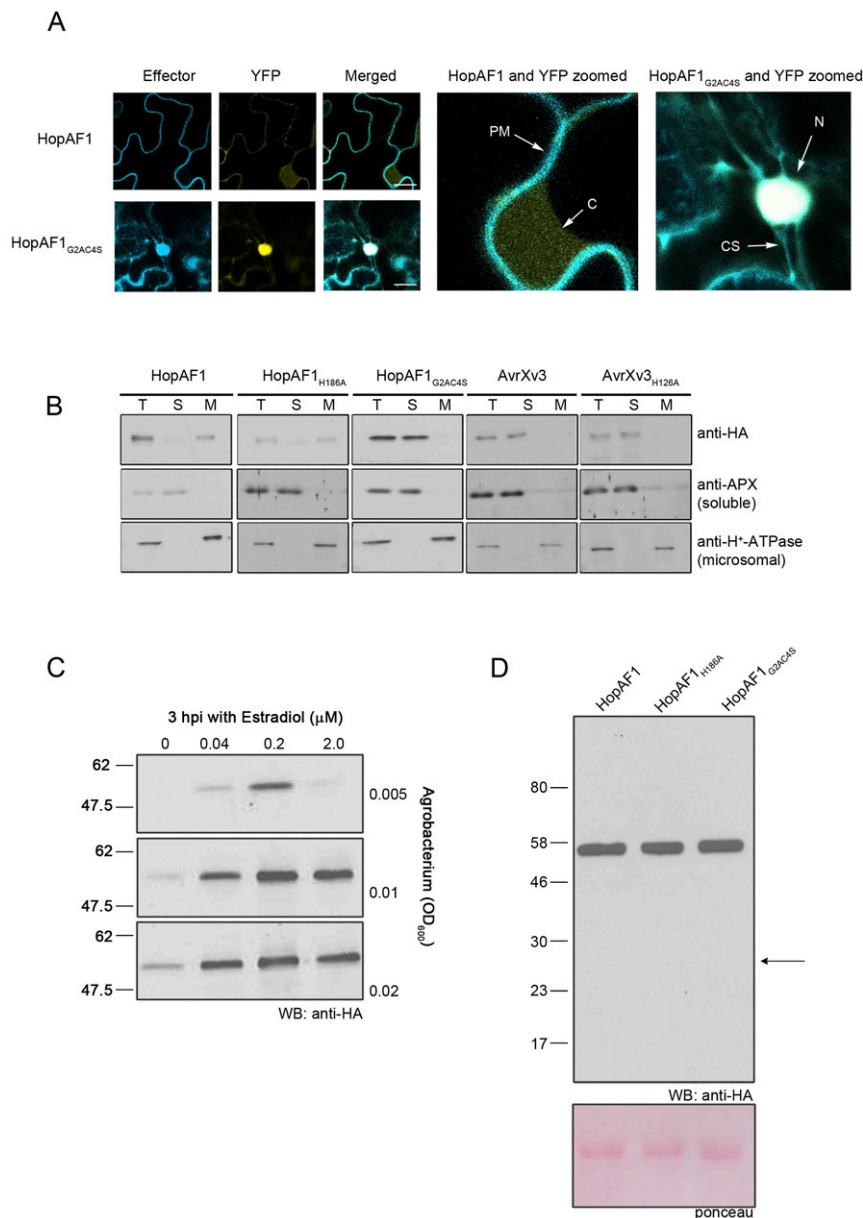 A
Effector YFP Merged HopAF1 and YFP zoomed HopAF1G2AC4S and YFP zoomed
HopAF1
PM
C
N
CS
HopAF1G2AC4S
B
HopAF1 HopAF1H186A HopAF1G2AC4S AvrXv3 AvrXv3H126A
T S M T S M T S M T S M T S M
anti-HA
anti-APX
(soluble)
anti-H+-ATPase
(microsomal)
C
3 hpi with Estradiol (µM)
0 0.04 0.2 2.0
62
47.5
0.005
62
47.5
0.01
62
47.5
0.02
Agrobacterium (OD600)
WB: anti-HA
D
HopAF1
HopAF1H186A
HopAF1G2AC4S
80
58
46
30
23
17
WB: anti-HA
ponceau